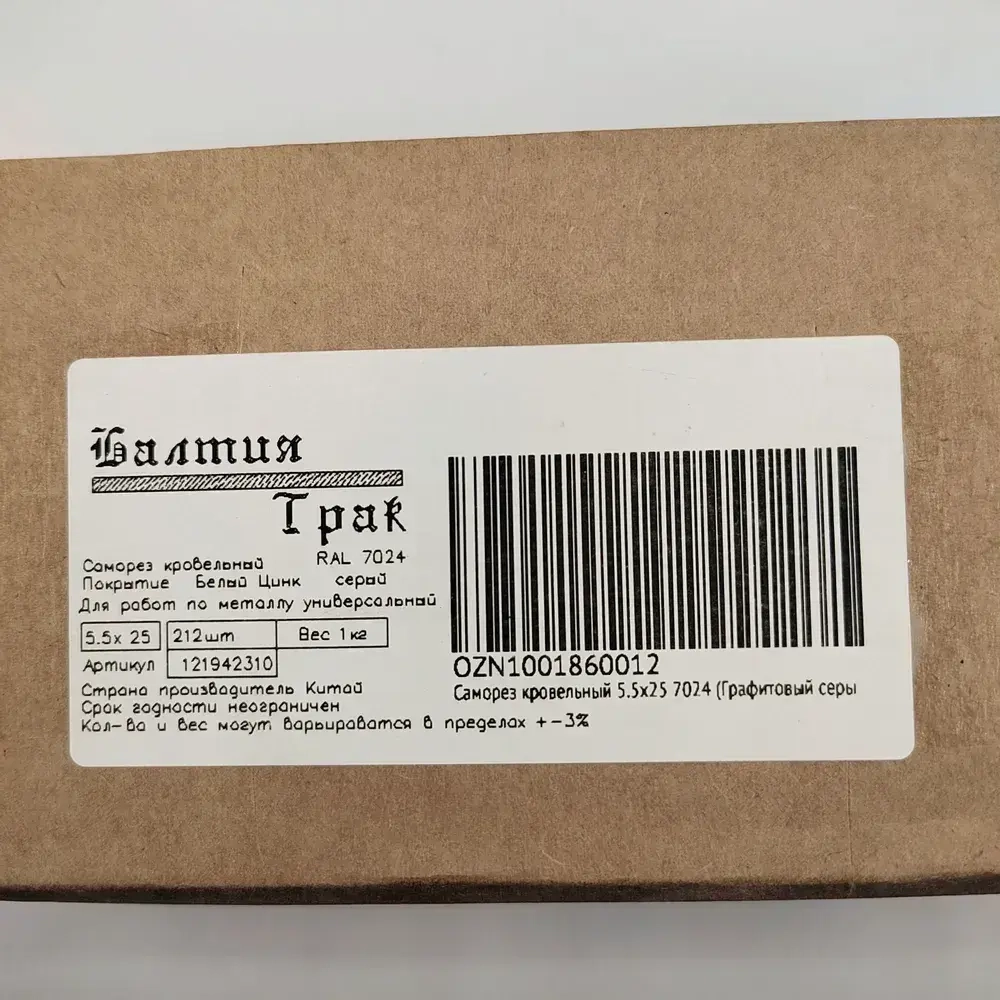 Балтия
Трак
Саморез кровельный RAL 7024
Покрытие Белый Цинк серый
Для работ по металлу универсальный
5.5х 25 212шт Вес 1кг
Артикул 121942310
Страна производитель Китай
Срак годности неограничен
Кол-ва и вес могут варьироватся в пределах +-3%
OZN1001860012
Саморез кровельный 5.5х25 7024 (Графитовый серы